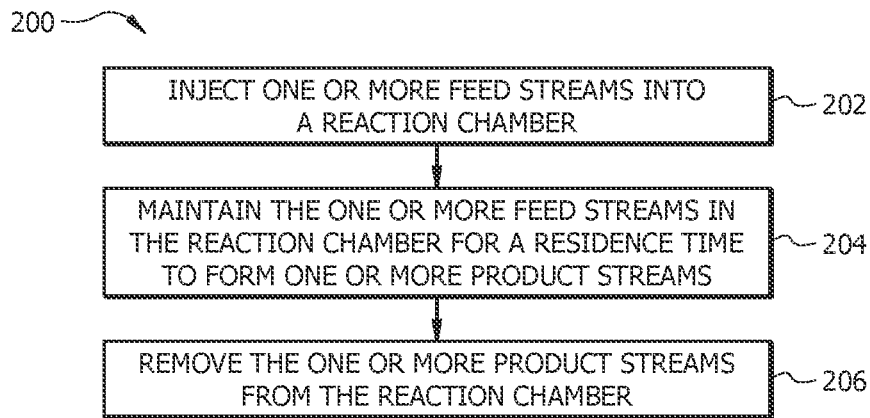 200
INJECT ONE OR MORE FEED STREAMS INTO
A REACTION CHAMBER
202
MAINTAIN THE ONE OR MORE FEED STREAMS IN
THE REACTION CHAMBER FOR A RESIDENCE TIME
TO FORM ONE OR MORE PRODUCT STREAMS
204
REMOVE THE ONE OR MORE PRODUCT STREAMS
FROM THE REACTION CHAMBER
206